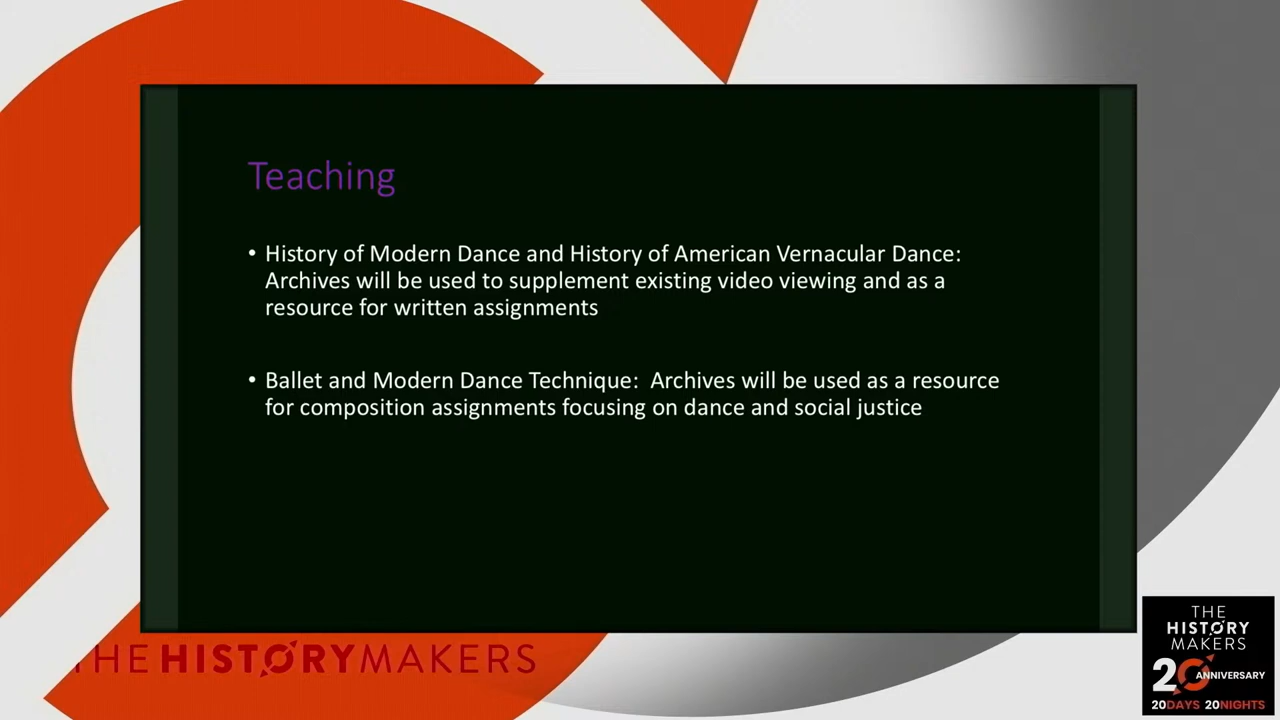 Teaching
• History of Modern Dance and History of American Vernacular Dance:
Archives will be used to supplement existing video viewing and as a
resource for written assignments
• Ballet and Modern Dance Technique:  Archives will be used as a resource
for composition assignments focusing on dance and social justice
THE HISTORYMAKERS
THE
HISTORY
MAKERS
20 ANNIVERSARY
20DAYS 20NIGHTS